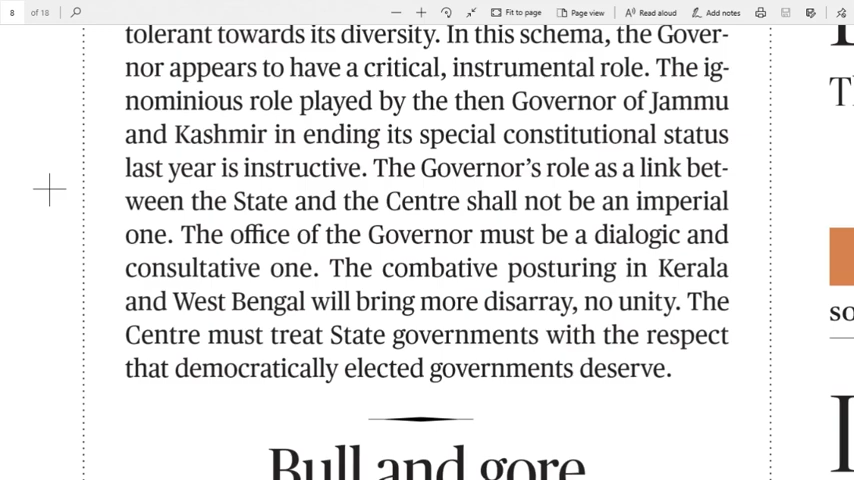 8 of 18 Fit to page Page view Read aloud Add notes
tolerant towards its diversity. In this schema, the Gover-
nor appears to have a critical, instrumental role. The ig-
nominious role played by the then Governor of Jammu
and Kashmir in ending its special constitutional status
last year is instructive. The Governor's role as a link bet-
ween the State and the Centre shall not be an imperial
one. The office of the Governor must be a dialogic and
consultative one. The combative posturing in Kerala
and West Bengal will bring more disarray, no unity. The
Centre must treat State governments with the respect
that democratically elected governments deserve.
Bull and gore
SO